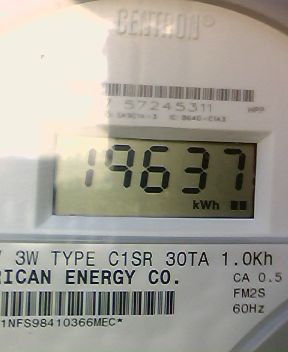 CENTRON®
57245311 HPP
19637
kWh
3W TYPE C1SR 30TA 1.0Kh
RICAN ENERGY CO. CA 0.5
FM2S
60Hz
1NFS98410366MEC*